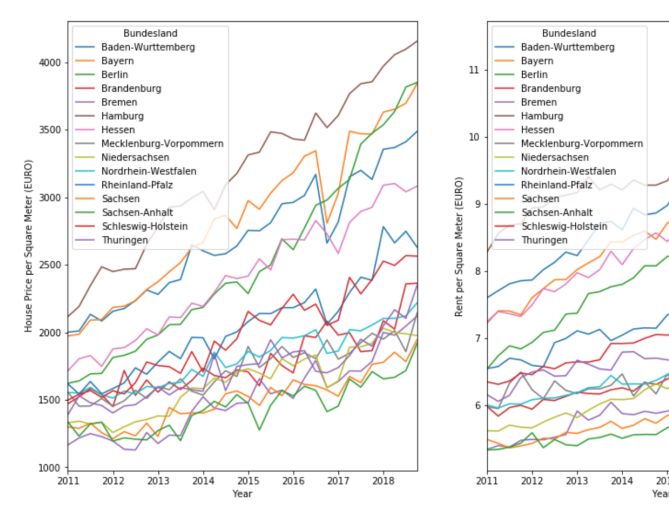 Bundesland
Baden-Wurttemberg
Bayern
Berlin
Brandenburg
Bremen
Hamburg
Hessen
Mecklenburg-Vorpommern
Niedersachsen
Nordrhein-Westfalen
Rheinland-Pfalz
Sachsen
Sachsen-Anhalt
Schleswig-Holstein
Thuringen
4000
3500
3000
2500
2000
1500
1000
House Price per Square Meter (EURO)
2011 2012 2013 2014 2015 2016 2017 2018
Year
Bundesland
Baden-Wurttemberg
Bayern
Berlin
Brandenburg
Bremen
Hamburg
Hessen
Mecklenburg-Vorpommern
Niedersachsen
Nordrhein-Westfalen
Rheinland-Pfalz
Sachsen
Sachsen-Anhalt
Schleswig-Holstein
Thuringen
11
10
9
8
7
6
Rent per Square Meter (EURO)
2011 2012 2013 2014